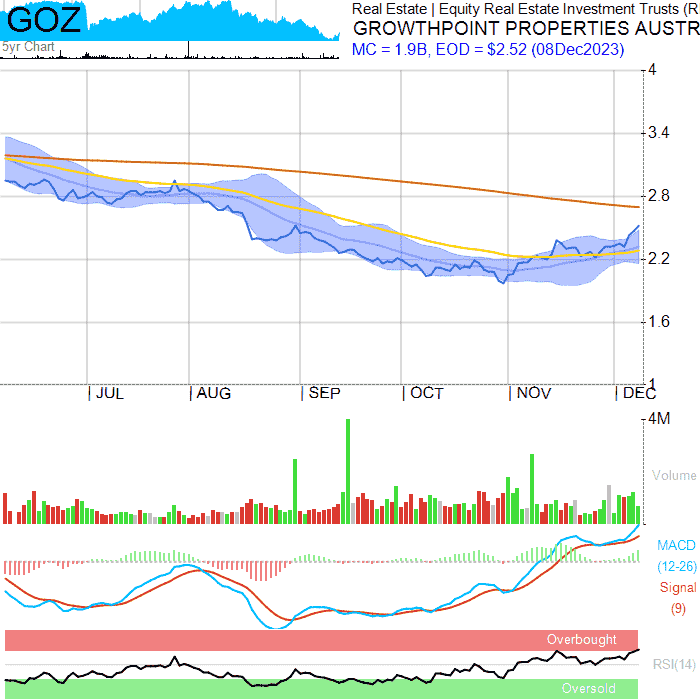 GOZ
5yr Chart
Real Estate | Equity Real Estate Investment Trusts (R
GROWTHPOINT PROPERTIES AUSTR
MC = 1.9B, EOD = $2.52 (08Dec2023)
4
3.4
2.8
2.2
1.6
1
JUL AUG SEP OCT NOV DEC
4M
Volume
MACD
(12-26)
Signal
(9)
Overbought
RSI(14)
Oversold